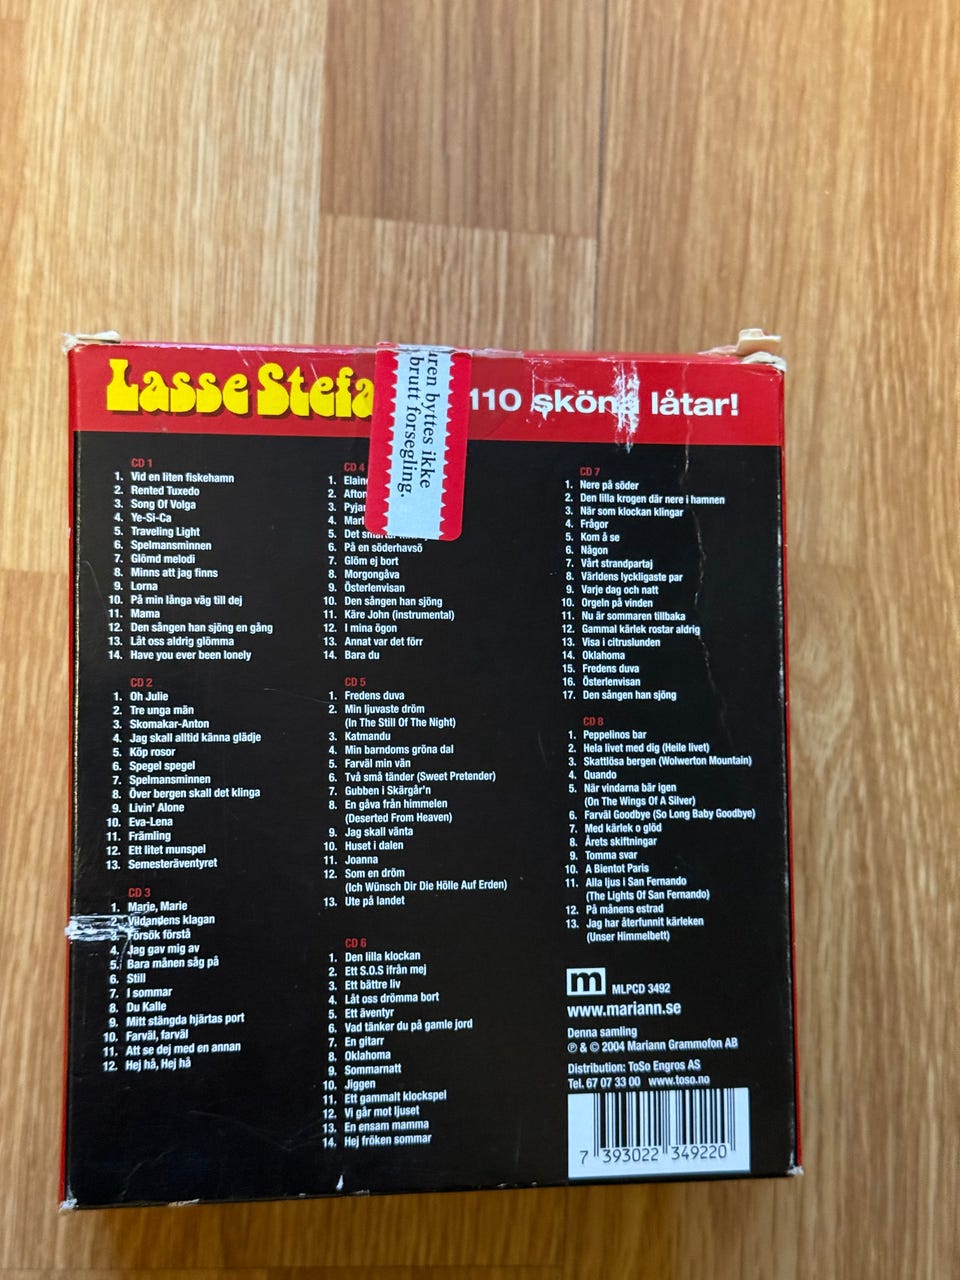 Lasse Stefa
110 sköna låtar!
uren byttes ikke
brutt forsegling.
CD 1
1. Vid en liten fiskehamn
2. Rented Tuxedo
3. Song Of Volga
4. Ye-Si-Ca
5. Traveling Light
6. Spelmansminnen
7. Glömd melodi
8. Minns att jag finns
9. Lorna
10. På min långa väg till dej
11. Mama
12. Den sången han sjöng en gång
13. Låt oss aldrig glömma
14. Have you ever been lonely
CD 2
1. Oh Julie
2. Tre unga män
3. Skomakar-Anton
4. Jag skall alltid känna glädje
5. Köp rosor
6. Spegel spegel
7. Spelmansminnen
8. Över bergen skall det klinga
9. Livin' Alone
10. Eva-Lena
11. Främling
12. Ett litet munspel
13. Semesteräventyret
CD 3
1. Marie, Marie
2. Vildandens klagan
3. Försök förstå
4. Jag gav mig av
5. Bara månen såg på
6. Still
7. I sommar
8. Du Kalle
9. Mitt stängda hjärtas port
10. Farväl, farväl
11. Att se dej med en annan
12. Hej hå, Hej hå
CD 4
1. Elain
2. Afton
3. Pyja
4. Marl
5. Det
6. På en söderhavsö
7. Glöm ej bort
8. Morgongåva
9. Österlenvisan
10. Den sången han sjöng
11. Käre John (instrumental)
12. I mina ögon
13. Annat var det förr
14. Bara du
CD 5
1. Fredens duva
2. Min ljuvaste dröm
(In The Still Of The Night)
3. Katmandu
4. Min barndoms gröna dal
5. Farväl min vän
6. Två små tänder (Sweet Pretender)
7. Gubben i Skärgår'n
8. En gåva från himmelen
(Deserted From Heaven)
9. Jag skall vänta
10. Huset i dalen
11. Joanna
12. Som en dröm
(Ich Wünsch Dir Die Hölle Auf Erden)
13. Ute på landet
CD 6
1. Den lilla klockan
2. Ett S.O.S ifrån mej
3. Ett bättre liv
4. Låt oss drömma bort
5. Ett äventyr
6. Vad tänker du på gamle jord
7. En gitarr
8. Oklahoma
9. Sommarnatt
10. Jiggen
11. Ett gammalt klockspel
12. Vi går mot ljuset
13. En ensam mamma
14. Hej fröken sommar
CD 7
1. Nere på söder
2. Den lilla krogen där nere i hamnen
3. När som klockan klingar
4. Frågor
5. Kom å se
6. Någon
7. Vårt strandpartaj
8. Världens lyckligaste par
9. Varje dag och natt
10. Orgeln på vinden
11. Nu är sommaren tillbaka
12. Gammal kärlek rostar aldrig
13. Visa i citruslunden
14. Oklahoma
15. Fredens duva
16. Österlenvisan
17. Den sången han sjöng
CD 8
1. Peppelinos bar
2. Hela livet med dig (Heile livet)
3. Skattlösa bergen (Wolwerton Mountain)
4. Quando
5. När vindarna bär igen
(On The Wings Of A Silver)
6. Farväl Goodbye (So Long Baby Goodbye)
7. Med kärlek o glöd
8. Årets skiftningar
9. Tomma svar
10. A Bientot Paris
11. Alla ljus i San Fernando
(The Lights Of San Fernando)
12. På månens estrad
13. Jag har återfunnit kärleken
(Unser Himmelbett)
m MLPCD 3492
www.mariann.se
Denna samling
℗ & © 2004 Mariann Grammofon AB
Distribution: ToSo Engros AS
Tel. 67 07 33 00 www.toso.no
7 393022 349220